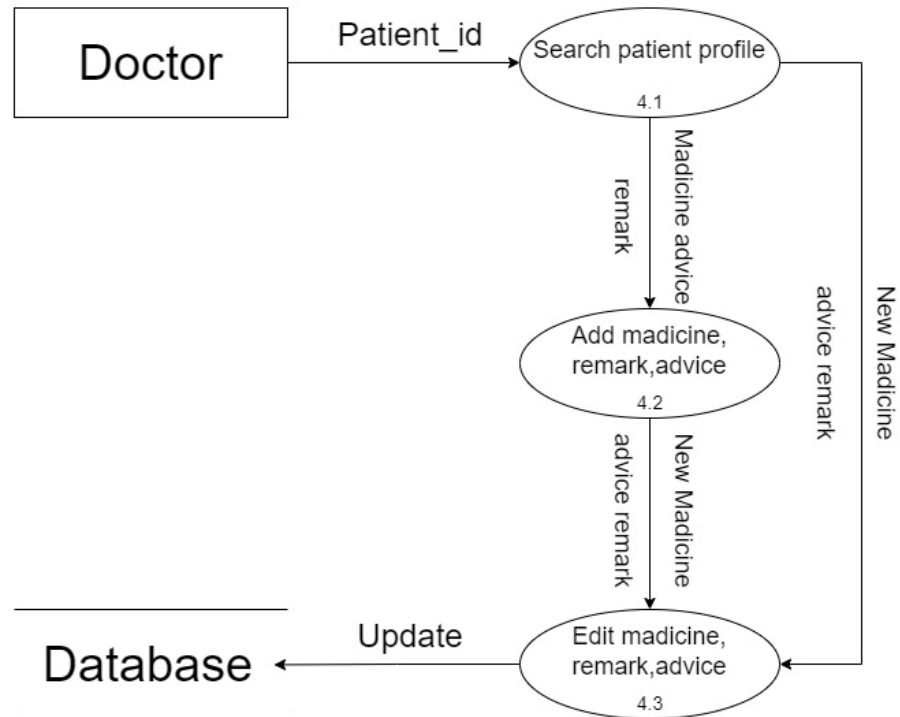 Doctor
Patient_id
Search patient profile
4.1
Madicine advice
remark
Add madicine,
remark,advice
4.2
New Madicine
advice remark
New Madicine
advice remark
Edit madicine,
remark,advice
4.3
Update
Database